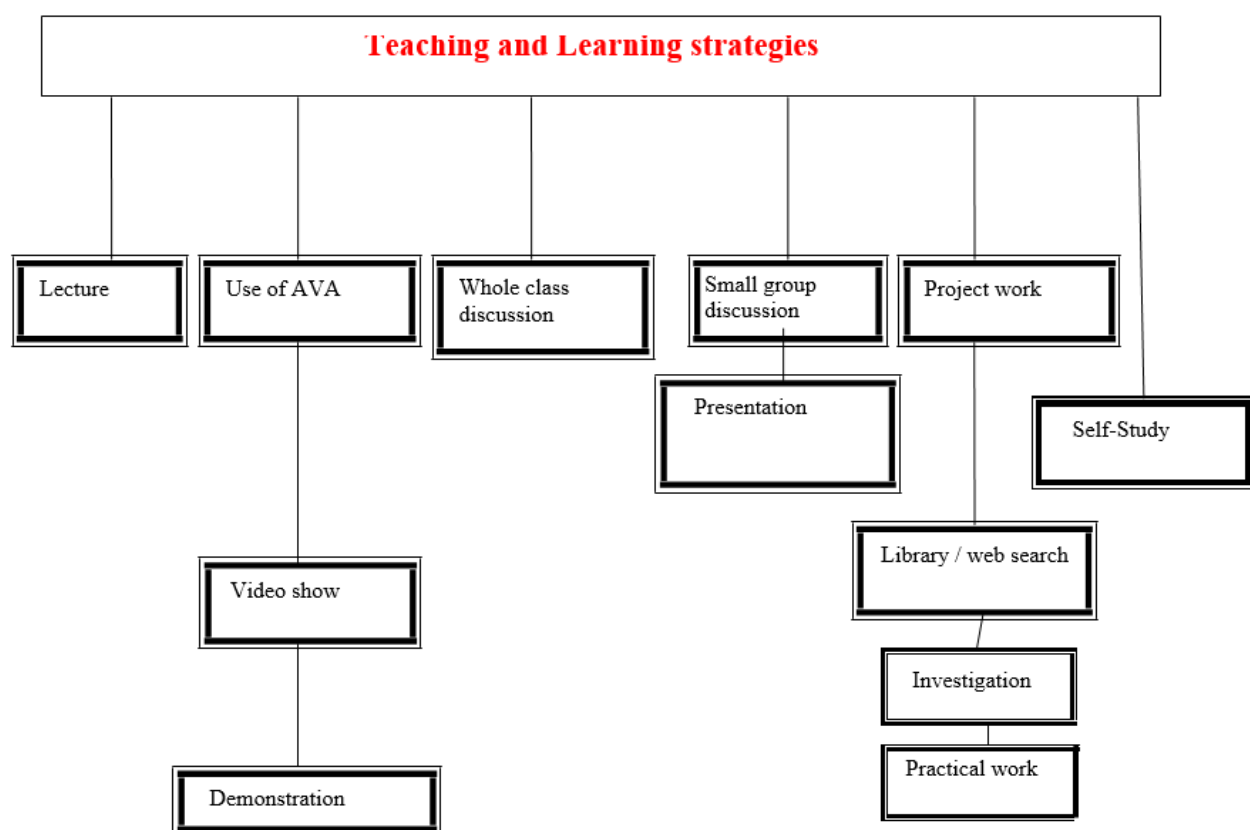 Teaching and Learning strategies
Lecture
Use of AVA
Whole class
discussion
Small group
discussion
Project work
Presentation
Self-Study
Library / web search
Video show
Investigation
Practical work
Demonstration